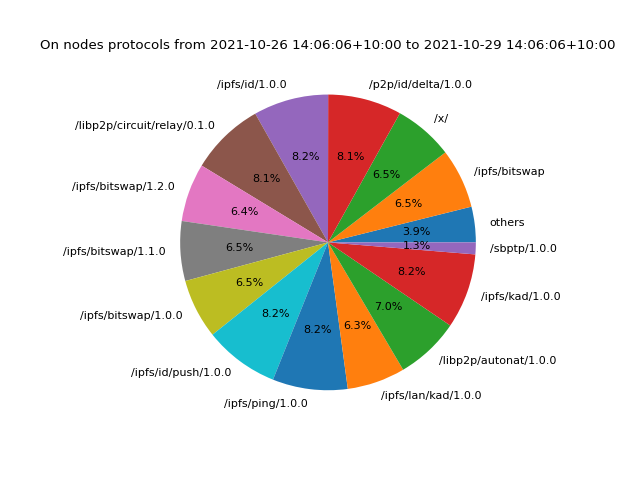 On nodes protocols from 2021-10-26 14:06:06+10:00 to 2021-10-29 14:06:06+10:00
/ipfs/id/1.0.0
/p2p/id/delta/1.0.0
/libp2p/circuit/relay/0.1.0
/x/
/ipfs/bitswap/1.2.0
/ipfs/bitswap
/ipfs/bitswap/1.1.0
others
/sbptp/1.0.0
/ipfs/bitswap/1.0.0
/ipfs/kad/1.0.0
/ipfs/id/push/1.0.0
/libp2p/autonat/1.0.0
/ipfs/ping/1.0.0
/ipfs/lan/kad/1.0.0
8.2%
8.1%
8.1%
6.5%
6.4%
6.5%
6.5%
3.9%
1.3%
6.5%
8.2%
8.2%
7.0%
8.2%
6.3%